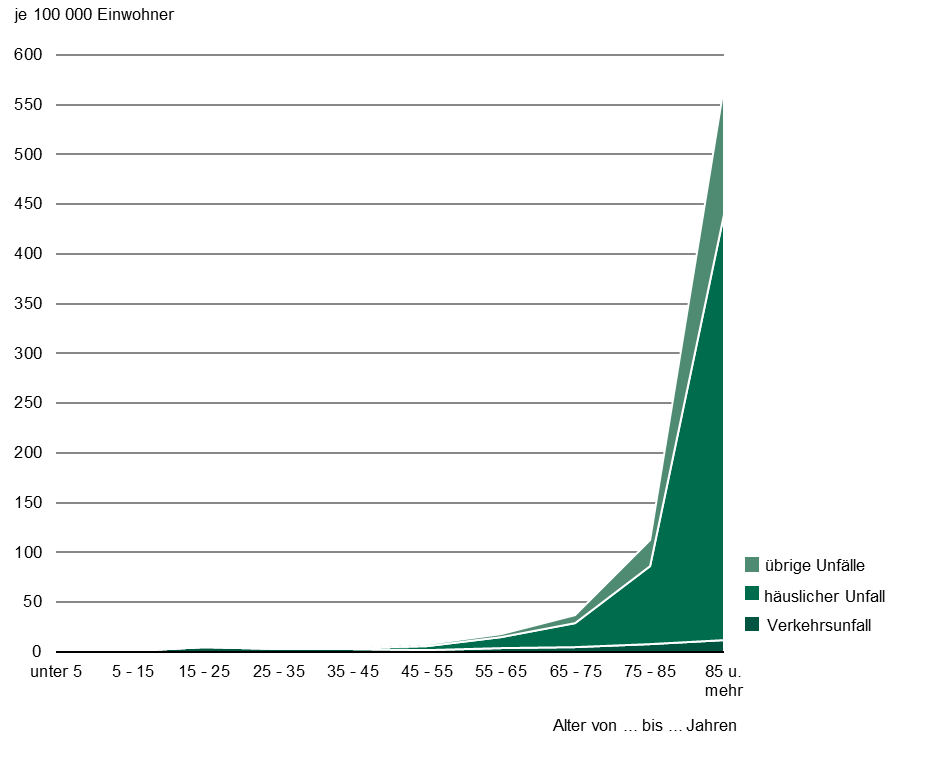 je 100 000 Einwohner
600
550
500
450
400
350
300
250
200
150
100
50
0
unter 5 5 - 15 15 - 25 25 - 35 35 - 45 45 - 55 55 - 65 65 - 75 75 - 85 85 u.
mehr
Alter von ... bis ... Jahren
übrige Unfälle
häuslicher Unfall
Verkehrsunfall